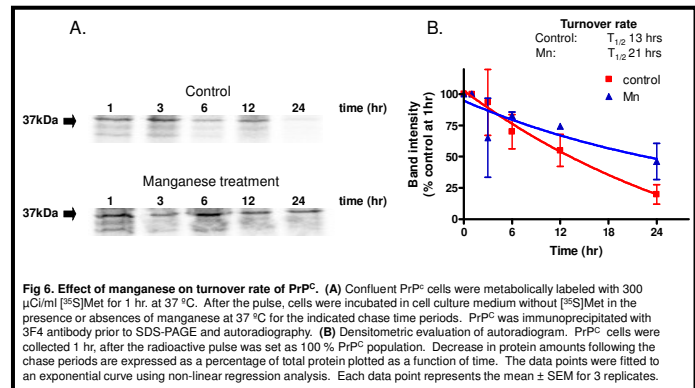 A.
Control
1 3 6 12 24 time (hr)
37kDa
Manganese treatment
1 3 6 12 24 time (hr)
37kDa
B.
Turnover rate
Control: T1/2 13 hrs
Mn: T1/2 21 hrs
control
Mn
Band intensity
(% control at 1hr)
100
75
50
25
0
0 6 12 18 24
Time (hr)
Fig 6. Effect of manganese on turnover rate of PrPC. (A) Confluent PrPc cells were metabolically labeled with 300
µCi/ml [35S]Met for 1 hr. at 37 ºC. After the pulse, cells were incubated in cell culture medium without [35S]Met in the
presence or absences of manganese at 37 ºC for the indicated chase time periods. PrPC was immunoprecipitated with
3F4 antibody prior to SDS-PAGE and autoradiography. (B) Densitometric evaluation of autoradiogram. PrPC cells were
collected 1 hr, after the radioactive pulse was set as 100 % PrPC population. Decrease in protein amounts following the
chase periods are expressed as a percentage of total protein plotted as a function of time. The data points were fitted to
an exponential curve using non-linear regression analysis. Each data point represents the mean ± SEM for 3 replicates.